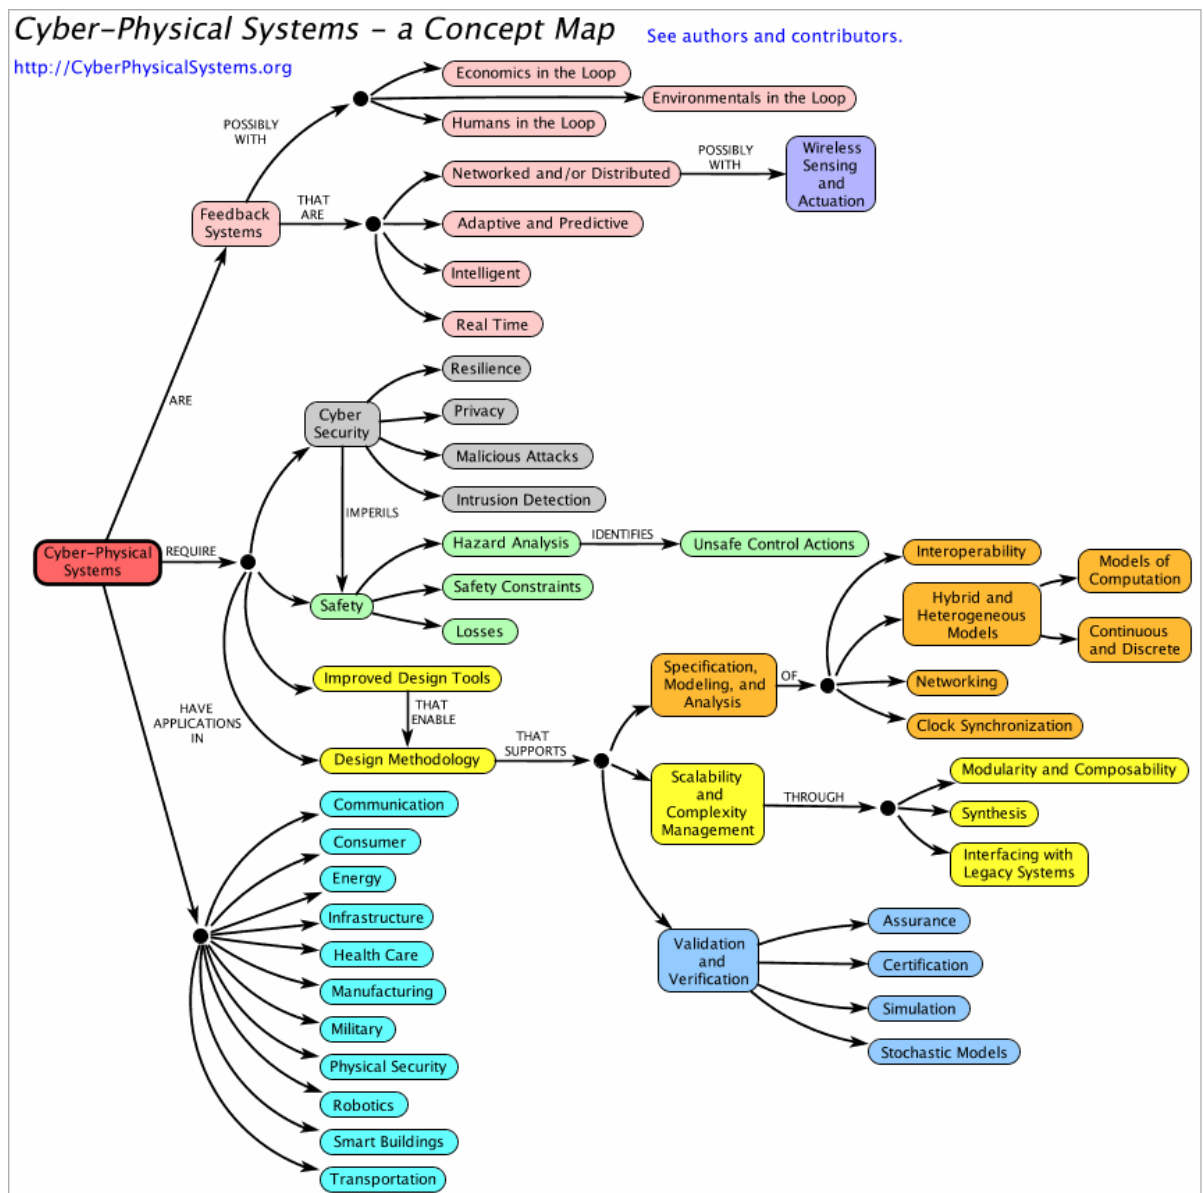 Cyber-Physical Systems - a Concept Map
See authors and contributors.
http://CyberPhysicalSystems.org
Economics in the Loop
Environmentals in the Loop
Humans in the Loop
POSSIBLY
WITH
Networked and/or Distributed
POSSIBLY
WITH
Wireless
Sensing
and
Actuation
Feedback
Systems
THAT
ARE
Adaptive and Predictive
Intelligent
Real Time
ARE
Resilience
Cyber
Security
Privacy
Malicious Attacks
Intrusion Detection
IMPERILS
Cyber-Physical
Systems
REQUIRE
Hazard Analysis
IDENTIFIES
Unsafe Control Actions
Safety
Safety Constraints
Losses
Improved Design Tools
THAT
ENABLE
Design Methodology
THAT
SUPPORTS
Specification,
Modeling, and
Analysis
OF
Interoperability
Hybrid and
Heterogeneous
Models
Models of
Computation
Continuous
and Discrete
Networking
Clock Synchronization
Scalability
and
Complexity
Management
THROUGH
Modularity and Composability
Synthesis
Interfacing with
Legacy Systems
Validation
and
Verification
Assurance
Certification
Simulation
Stochastic Models
HAVE
APPLICATIONS
IN
Communication
Consumer
Energy
Infrastructure
Health Care
Manufacturing
Military
Physical Security
Robotics
Smart Buildings
Transportation